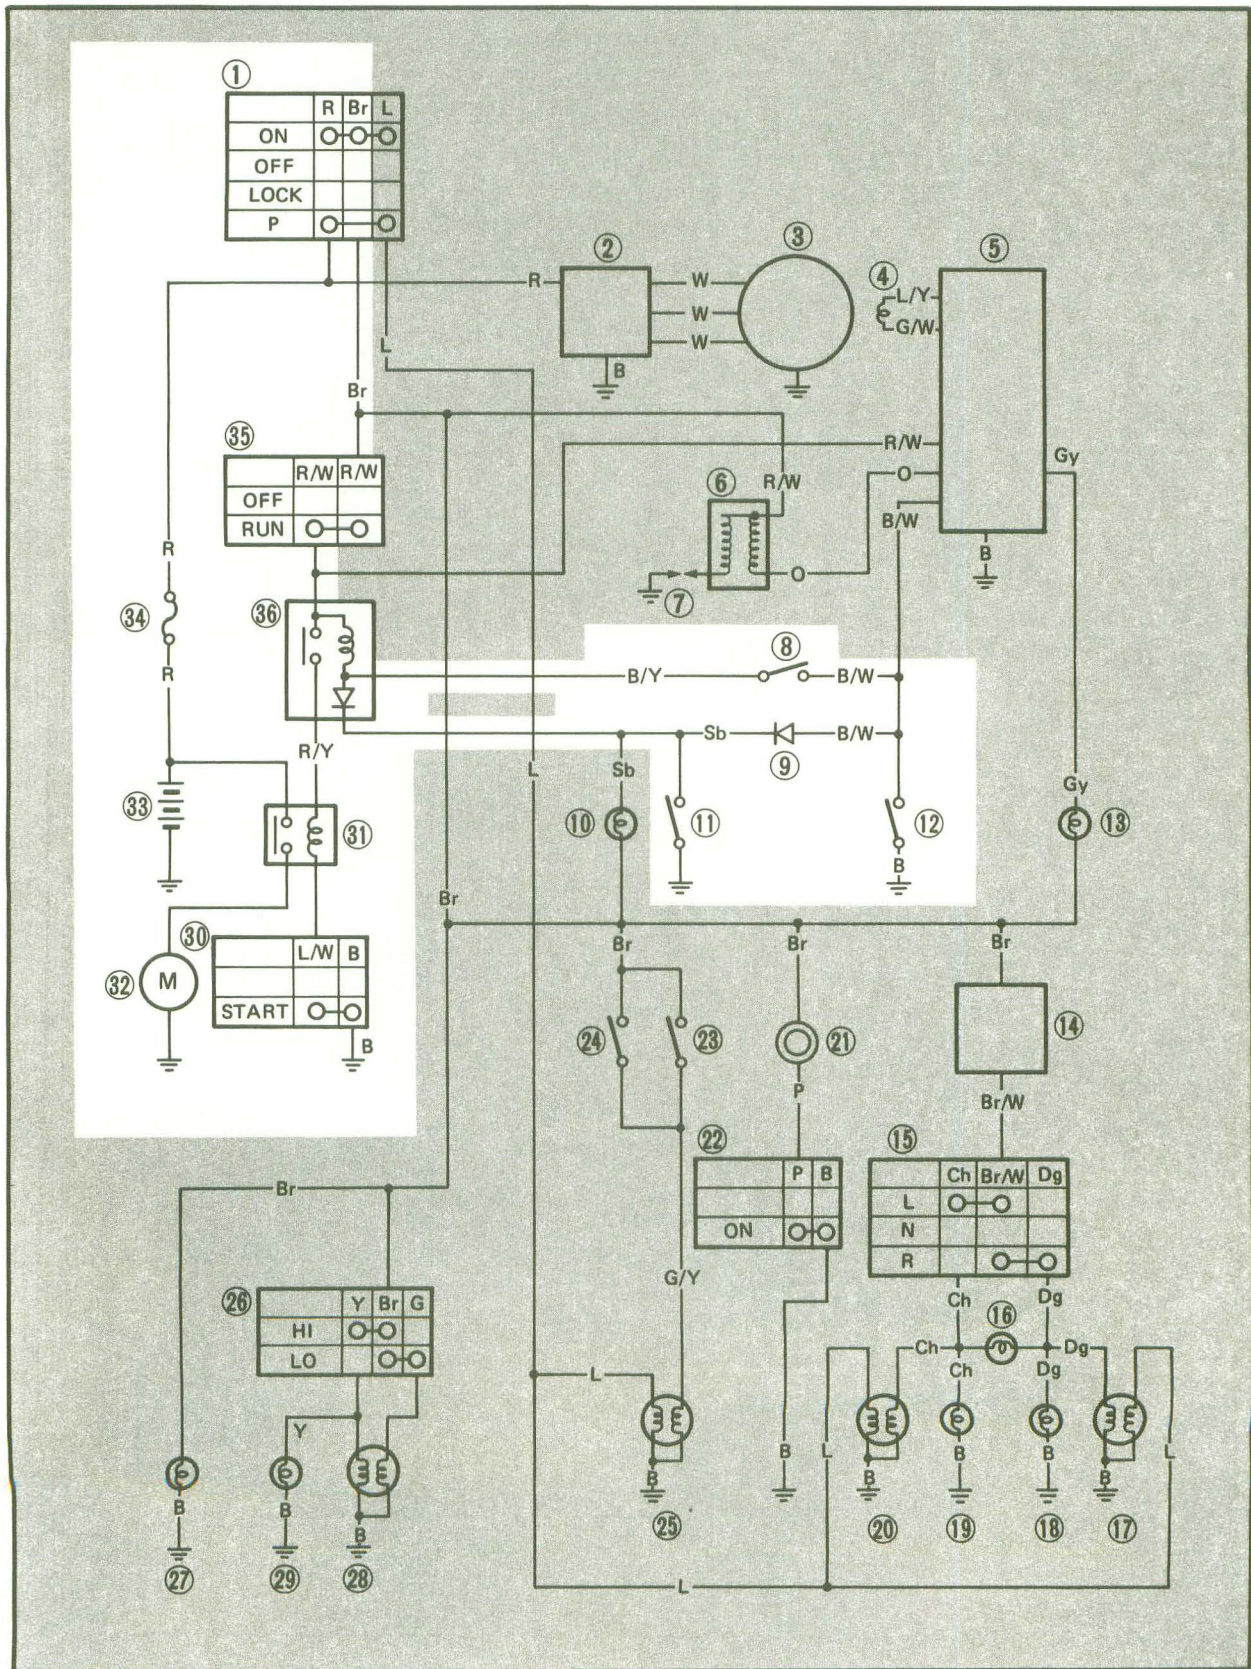 ①
R Br L
ON
OFF
LOCK
P
②
③
④
⑤
R
W
W
W
L/Y
G/W
B
L
Br
㉟
R/W R/W
OFF
RUN
R/W
O
Gy
⑥
R/W
B/W
R
O
B
⑦
㉞
㊱
⑧
R
B/Y
B/W
R/Y
Sb
B/W
⑨
L
Sb
Gy
㉝
㉛
⑩
⑪
⑫
⑬
B
Br
㉚
L/W B
START
B
㉜
M
Br
Br
Br
㉔
㉓
㉑
⑭
P
Br/W
㉒
P B
ON
⑮
Ch Br/W Dg
L
N
R
Br
G/Y
㉖
Y Br G
HI
LO
Ch
Dg
⑯
Ch
Dg
L
Ch
Dg
Y
B
L
L
B
B
B
B
B
B
B
B
㉗
㉙
㉘
㉕
⑳
⑲
⑱
⑰
L